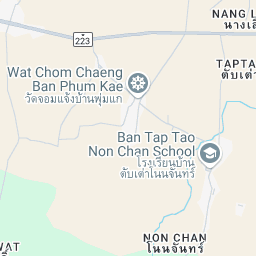 NANG L
นางเลิ
223
TAPTA
ตับเต่า
Wat Chom Chaeng
Ban Phum Kae
วัดจอมแจ้งบ้านพุ่มแก
Ban Tap Tao
Non Chan School
โรงเรียนบ้าน
ตับเต่าโนนจันทร์
NON CHAN
โนนจันทร์
WAT